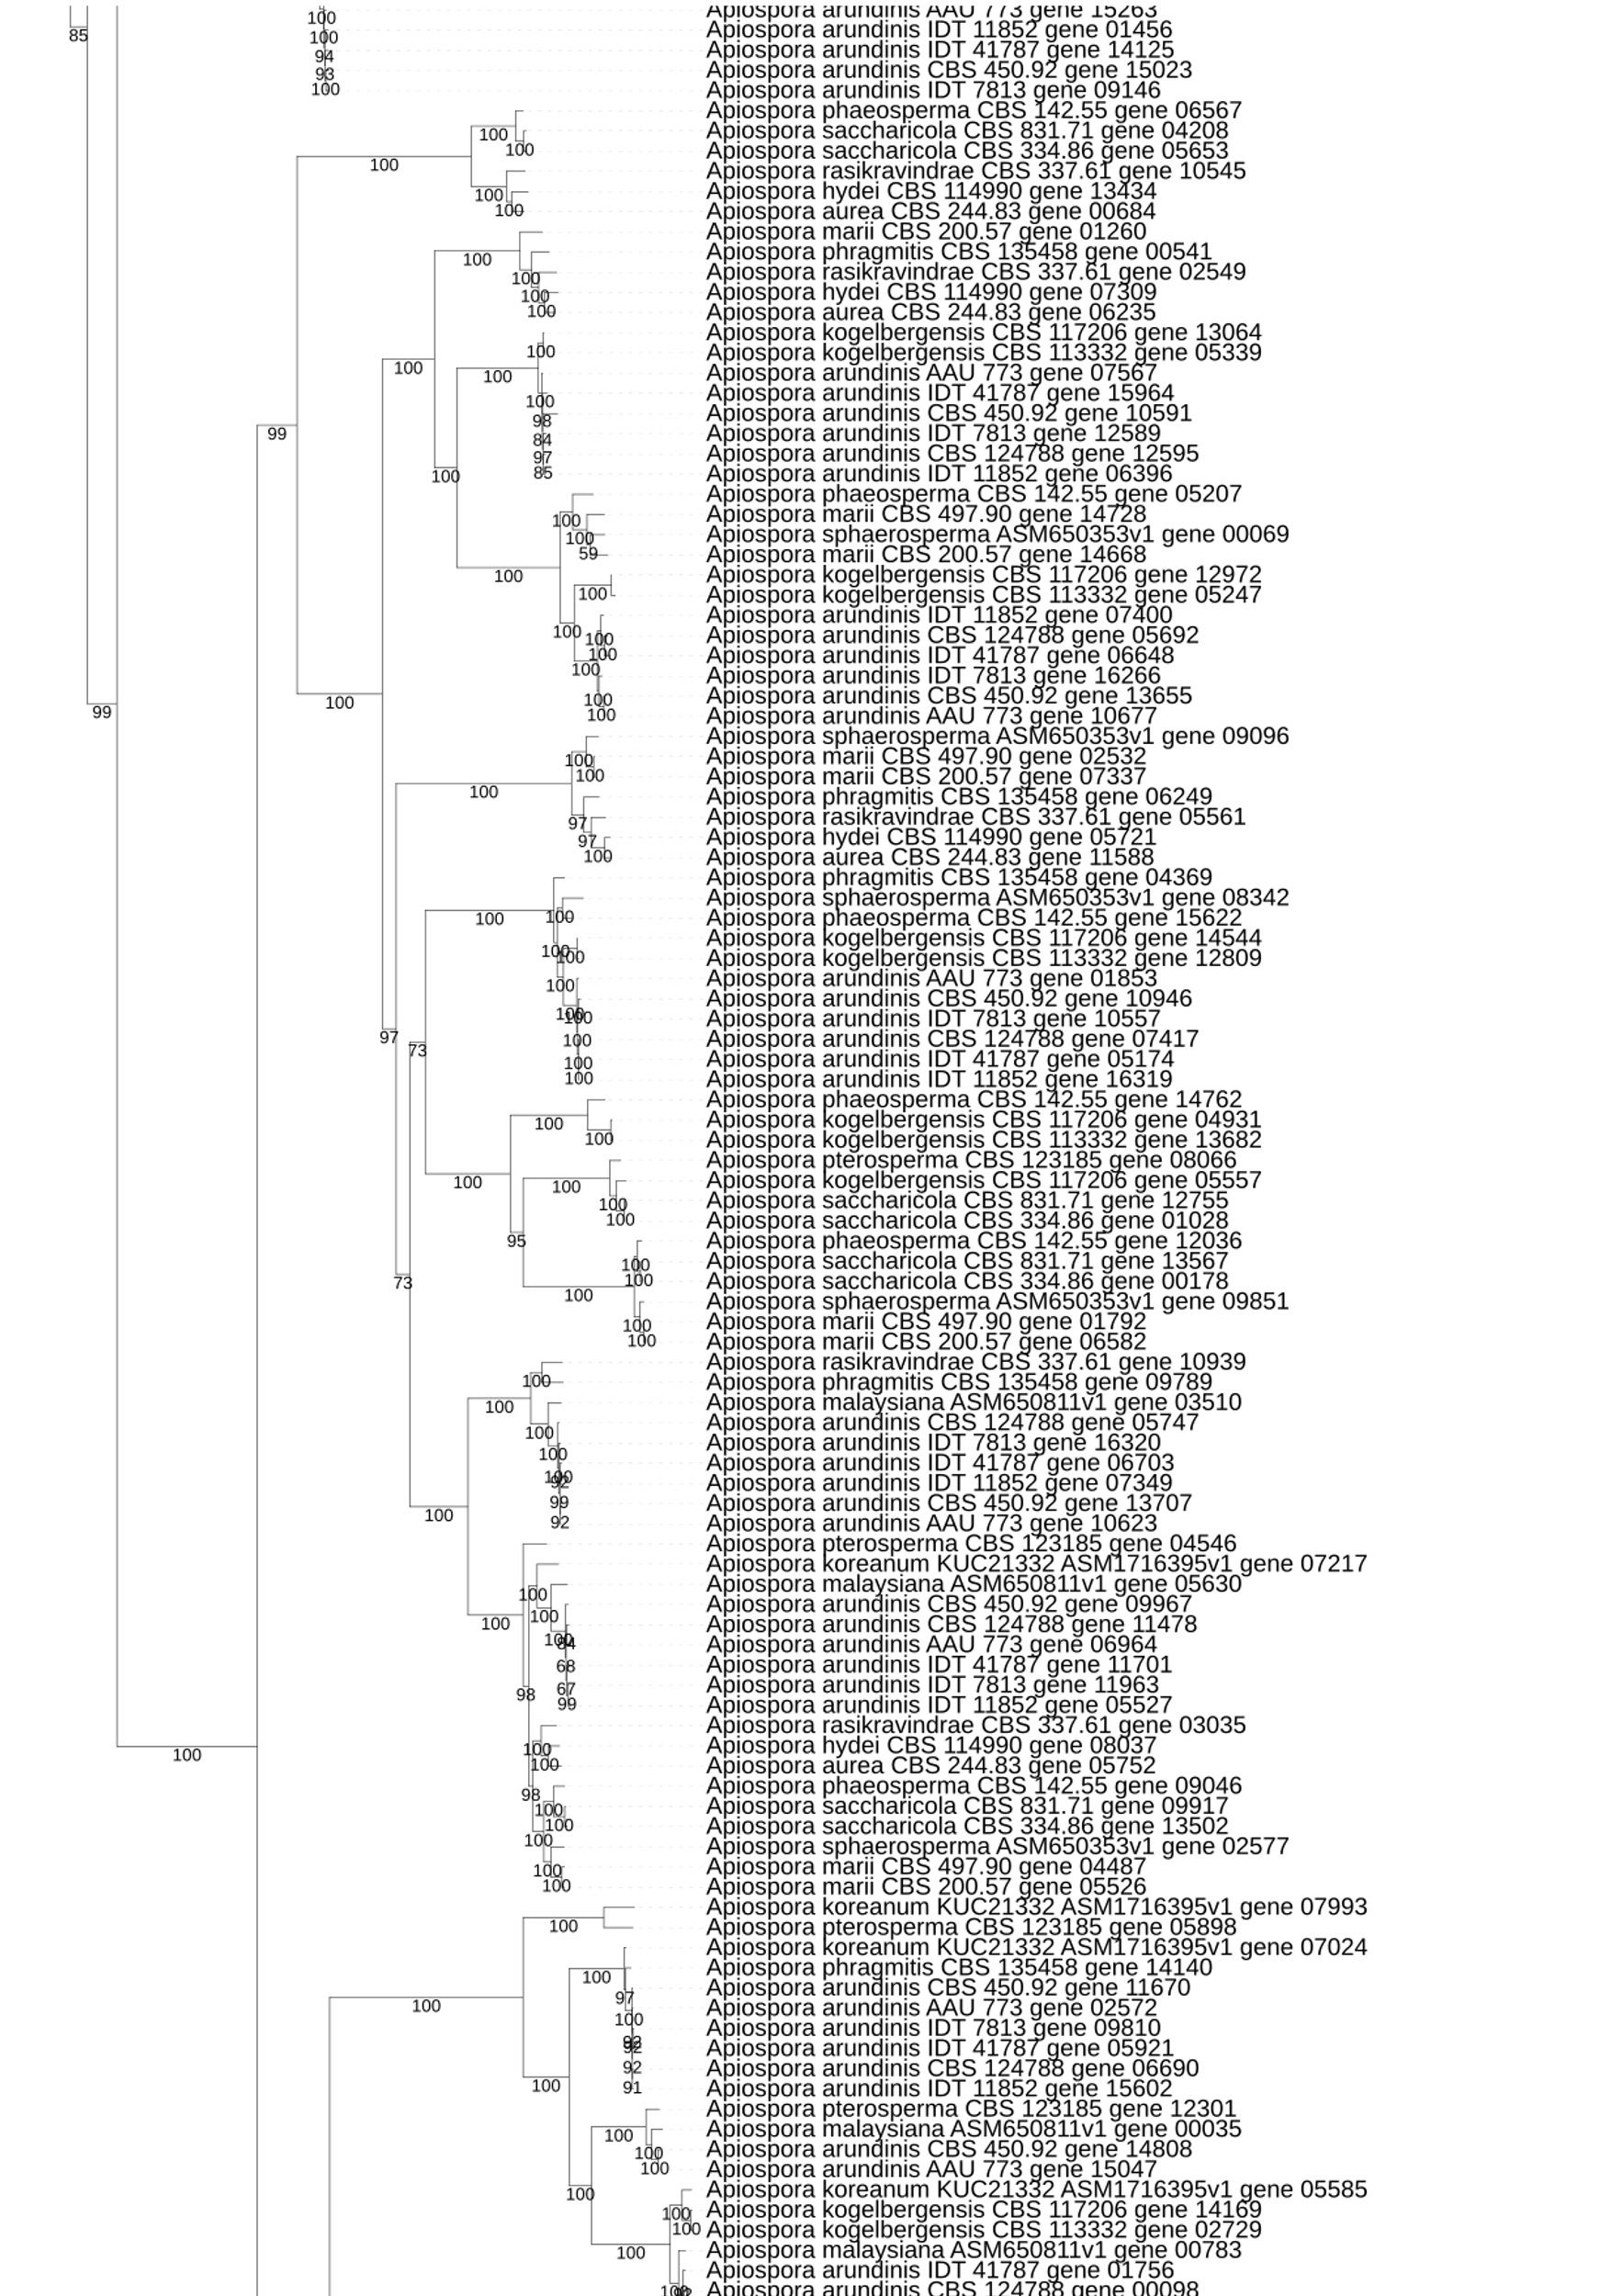 Apiospora arundinis AAU 773 gene 15263
Apiospora arundinis IDT 11852 gene 01456
Apiospora arundinis IDT 41787 gene 14125
Apiospora arundinis CBS 450.92 gene 15023
Apiospora arundinis IDT 7813 gene 09146
Apiospora phaeosperma CBS 142.55 gene 06567
Apiospora saccharicola CBS 831.71 gene 04208
Apiospora saccharicola CBS 334.86 gene 05653
Apiospora rasikravindrae CBS 337.61 gene 10545
Apiospora hydei CBS 114990 gene 13434
Apiospora aurea CBS 244.83 gene 00684
Apiospora marii CBS 200.57 gene 01260
Apiospora phragmitis CBS 135458 gene 00541
Apiospora rasikravindrae CBS 337.61 gene 02549
Apiospora hydei CBS 114990 gene 07309
Apiospora aurea CBS 244.83 gene 06235
Apiospora kogelbergensis CBS 117206 gene 13064
Apiospora kogelbergensis CBS 113332 gene 05339
Apiospora arundinis AAU 773 gene 07567
Apiospora arundinis IDT 41787 gene 15964
Apiospora arundinis CBS 450.92 gene 10591
Apiospora arundinis IDT 7813 gene 12589
Apiospora arundinis CBS 124788 gene 12595
Apiospora arundinis IDT 11852 gene 06396
Apiospora phaeosperma CBS 142.55 gene 05207
Apiospora marii CBS 497.90 gene 14728
Apiospora sphaerosperma ASM650353v1 gene 00069
Apiospora marii CBS 200.57 gene 14668
Apiospora kogelbergensis CBS 117206 gene 12972
Apiospora kogelbergensis CBS 113332 gene 05247
Apiospora arundinis IDT 11852 gene 07400
Apiospora arundinis CBS 124788 gene 05692
Apiospora arundinis IDT 41787 gene 06648
Apiospora arundinis IDT 7813 gene 16266
Apiospora arundinis CBS 450.92 gene 13655
Apiospora arundinis AAU 773 gene 10677
Apiospora sphaerosperma ASM650353v1 gene 09096
Apiospora marii CBS 497.90 gene 02532
Apiospora marii CBS 200.57 gene 07337
Apiospora phragmitis CBS 135458 gene 06249
Apiospora rasikravindrae CBS 337.61 gene 05561
Apiospora hydei CBS 114990 gene 05721
Apiospora aurea CBS 244.83 gene 11588
Apiospora phragmitis CBS 135458 gene 04369
Apiospora sphaerosperma ASM650353v1 gene 08342
Apiospora phaeosperma CBS 142.55 gene 15622
Apiospora kogelbergensis CBS 117206 gene 14544
Apiospora kogelbergensis CBS 113332 gene 12809
Apiospora arundinis AAU 773 gene 01853
Apiospora arundinis CBS 450.92 gene 10946
Apiospora arundinis IDT 7813 gene 10557
Apiospora arundinis CBS 124788 gene 07417
Apiospora arundinis IDT 41787 gene 05174
Apiospora arundinis IDT 11852 gene 16319
Apiospora phaeosperma CBS 142.55 gene 14762
Apiospora kogelbergensis CBS 117206 gene 04931
Apiospora kogelbergensis CBS 113332 gene 13682
Apiospora pterosperma CBS 123185 gene 08066
Apiospora kogelbergensis CBS 117206 gene 05557
Apiospora saccharicola CBS 831.71 gene 12755
Apiospora saccharicola CBS 334.86 gene 01028
Apiospora phaeosperma CBS 142.55 gene 12036
Apiospora saccharicola CBS 831.71 gene 13567
Apiospora saccharicola CBS 334.86 gene 00178
Apiospora sphaerosperma ASM650353v1 gene 09851
Apiospora marii CBS 497.90 gene 01792
Apiospora marii CBS 200.57 gene 06582
Apiospora rasikravindrae CBS 337.61 gene 10939
Apiospora phragmitis CBS 135458 gene 09789
Apiospora malaysiana ASM650811v1 gene 03510
Apiospora arundinis CBS 124788 gene 05747
Apiospora arundinis IDT 7813 gene 16320
Apiospora arundinis IDT 41787 gene 06703
Apiospora arundinis IDT 11852 gene 07349
Apiospora arundinis CBS 450.92 gene 13707
Apiospora arundinis AAU 773 gene 10623
Apiospora pterosperma CBS 123185 gene 04546
Apiospora koreanum KUC21332 ASM1716395v1 gene 07217
Apiospora malaysiana ASM650811v1 gene 05630
Apiospora arundinis CBS 450.92 gene 09967
Apiospora arundinis CBS 124788 gene 11478
Apiospora arundinis AAU 773 gene 06964
Apiospora arundinis IDT 41787 gene 11701
Apiospora arundinis IDT 7813 gene 11963
Apiospora arundinis IDT 11852 gene 05527
Apiospora rasikravindrae CBS 337.61 gene 03035
Apiospora hydei CBS 114990 gene 08037
Apiospora aurea CBS 244.83 gene 05752
Apiospora phaeosperma CBS 142.55 gene 09046
Apiospora saccharicola CBS 831.71 gene 09917
Apiospora saccharicola CBS 334.86 gene 13502
Apiospora sphaerosperma ASM650353v1 gene 02577
Apiospora marii CBS 497.90 gene 04487
Apiospora marii CBS 200.57 gene 05526
Apiospora koreanum KUC21332 ASM1716395v1 gene 07993
Apiospora pterosperma CBS 123185 gene 05898
Apiospora koreanum KUC21332 ASM1716395v1 gene 07024
Apiospora phragmitis CBS 135458 gene 14140
Apiospora arundinis CBS 450.92 gene 11670
Apiospora arundinis AAU 773 gene 02572
Apiospora arundinis IDT 7813 gene 09810
Apiospora arundinis IDT 41787 gene 05921
Apiospora arundinis CBS 124788 gene 06690
Apiospora arundinis IDT 11852 gene 15602
Apiospora pterosperma CBS 123185 gene 12301
Apiospora malaysiana ASM650811v1 gene 00035
Apiospora arundinis CBS 450.92 gene 14808
Apiospora arundinis AAU 773 gene 15047
Apiospora koreanum KUC21332 ASM1716395v1 gene 05585
Apiospora kogelbergensis CBS 117206 gene 14169
Apiospora kogelbergensis CBS 113332 gene 02729
Apiospora malaysiana ASM650811v1 gene 00783
Apiospora arundinis IDT 41787 gene 01756
Apiospora arundinis CBS 124788 gene 00098